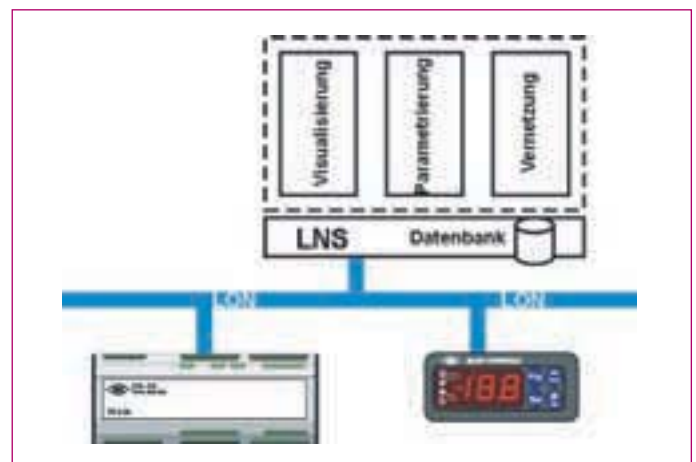 Visualisierung
Parametrierung
Vernetzung
LNS Datenbank
LON LON
-188